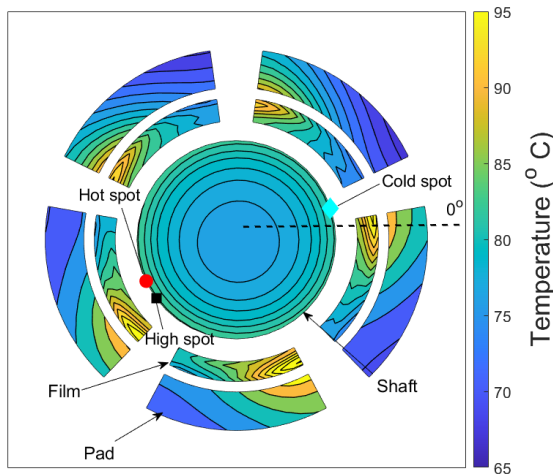 95
90
85
80
75
70
65
Temperature (° C)
Cold spot
Hot spot
0°
High spot
Film
Shaft
Pad